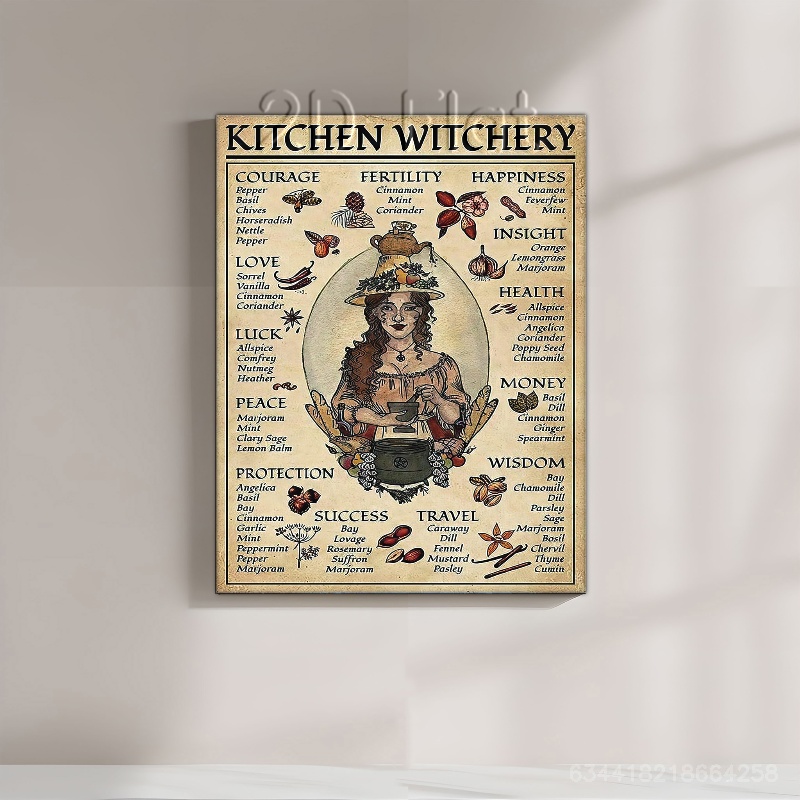 2D Flat
KITCHEN WITCHERY
COURAGE
Pepper
Basil
Chives
Horseradish
Nettle
Pepper
LOVE
Sorrel
Vanilla
Cinnamon
Coriander
LUCK
Allspice
Comfrey
Nutmeg
Heather
PEACE
Marjoram
Mint
Clary Sage
Lemon Balm
PROTECTION
Angelica
Basil
Bay
Cinnamon
Garlic
Mint
Peppermint
Pepper
Marjoram
FERTILITY
Cinnamon
Mint
Coriander
SUCCESS
Bay
Lovage
Rosemary
Suffron
Marjoram
TRAVEL
Caraway
Dill
Fennel
Mustard
Pasley
HAPPINESS
Cinnamon
Feverfew
Mint
INSIGHT
Orange
Lemongrass
Marjoram
HEALTH
Allspice
Cinnamon
Angelica
Coriander
Poppy Seed
Chamomile
MONEY
Basil
Dill
Cinnamon
Ginger
Spearmint
WISDOM
Bay
Chamomile
Dill
Parsley
Sage
Marjoram
Bosil
Chervil
Thyme
Cumin
634418218664258